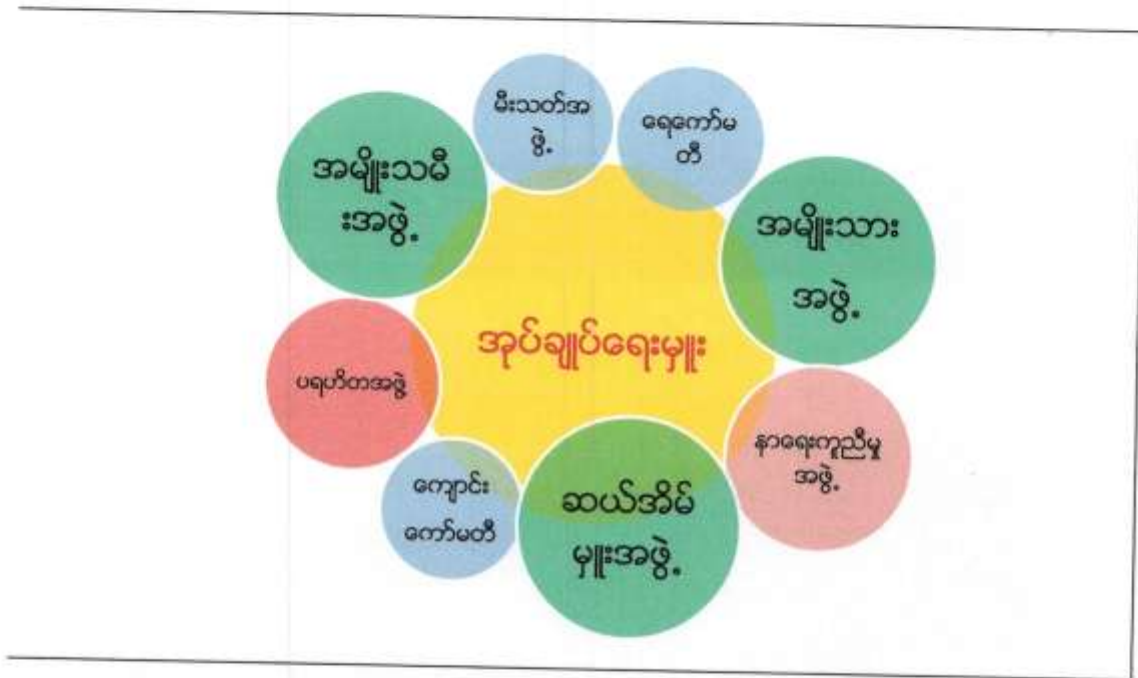 မီးသတ်အ
ဖွဲ့
ရေကော်မ
တီ
အမျိုးသမီ
းအဖွဲ့
အမျိုးသား
အဖွဲ့
အုပ်ချုပ်ရေးမှူး
ပရဟိတအဖွဲ့
နာရေးကူညီမှု
အဖွဲ့
ကျောင်း
ကော်မတီ
ဆယ်အိမ်
မှူးအဖွဲ့